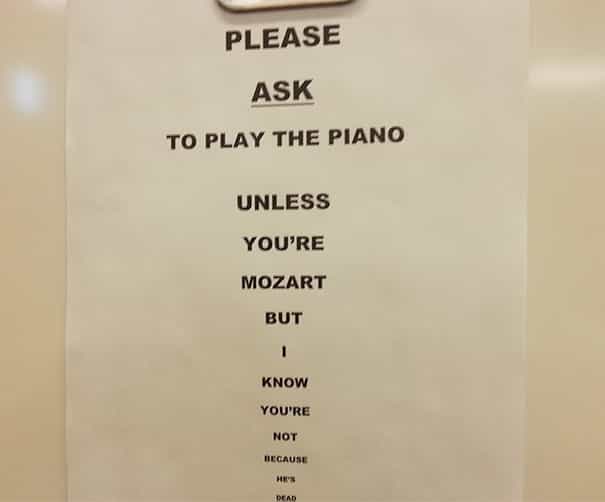 PLEASE
ASK
TO PLAY THE PIANO
UNLESS
YOU'RE
MOZART
BUT
I
KNOW
YOU'RE
NOT
BECAUSE
HE'S
DEAD